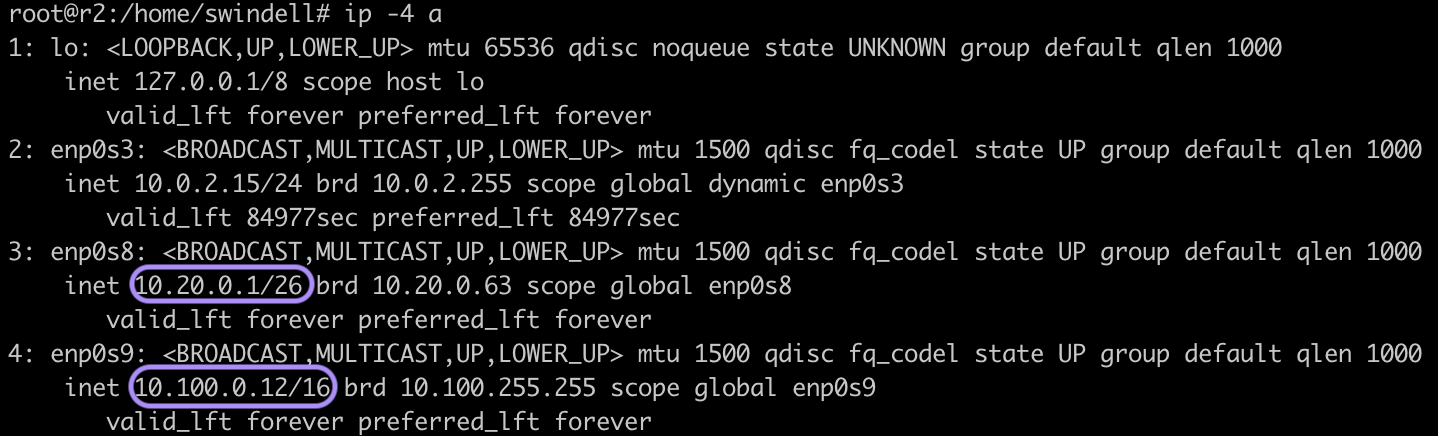 root@r2:/home/swindell# ip -4 a
1: lo: <LOOPBACK,UP,LOWER_UP> mtu 65536 qdisc noqueue state UNKNOWN group default qlen 1000
    inet 127.0.0.1/8 scope host lo
       valid_lft forever preferred_lft forever
2: enp0s3: <BROADCAST,MULTICAST,UP,LOWER_UP> mtu 1500 qdisc fq_codel state UP group default qlen 1000
    inet 10.0.2.15/24 brd 10.0.2.255 scope global dynamic enp0s3
       valid_lft 84977sec preferred_lft 84977sec
3: enp0s8: <BROADCAST,MULTICAST,UP,LOWER_UP> mtu 1500 qdisc fq_codel state UP group default qlen 1000
    inet 10.20.0.1/26 brd 10.20.0.63 scope global enp0s8
       valid_lft forever preferred_lft forever
4: enp0s9: <BROADCAST,MULTICAST,UP,LOWER_UP> mtu 1500 qdisc fq_codel state UP group default qlen 1000
    inet 10.100.0.12/16 brd 10.100.255.255 scope global enp0s9
       valid_lft forever preferred_lft forever